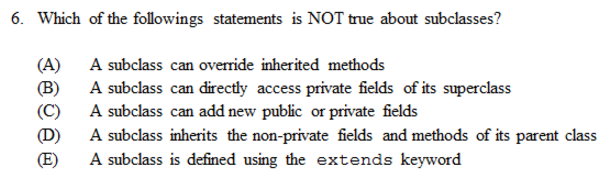 6. Which of the followings statements is NOT true about subclasses?
(A) A subclass can override inherited methods
(B) A subclass can directly access private fields of its superclass
(C) A subclass can add new public or private fields
(D) A subclass inherits the non-private fields and methods of its parent class
(E) A subclass is defined using the extends keyword